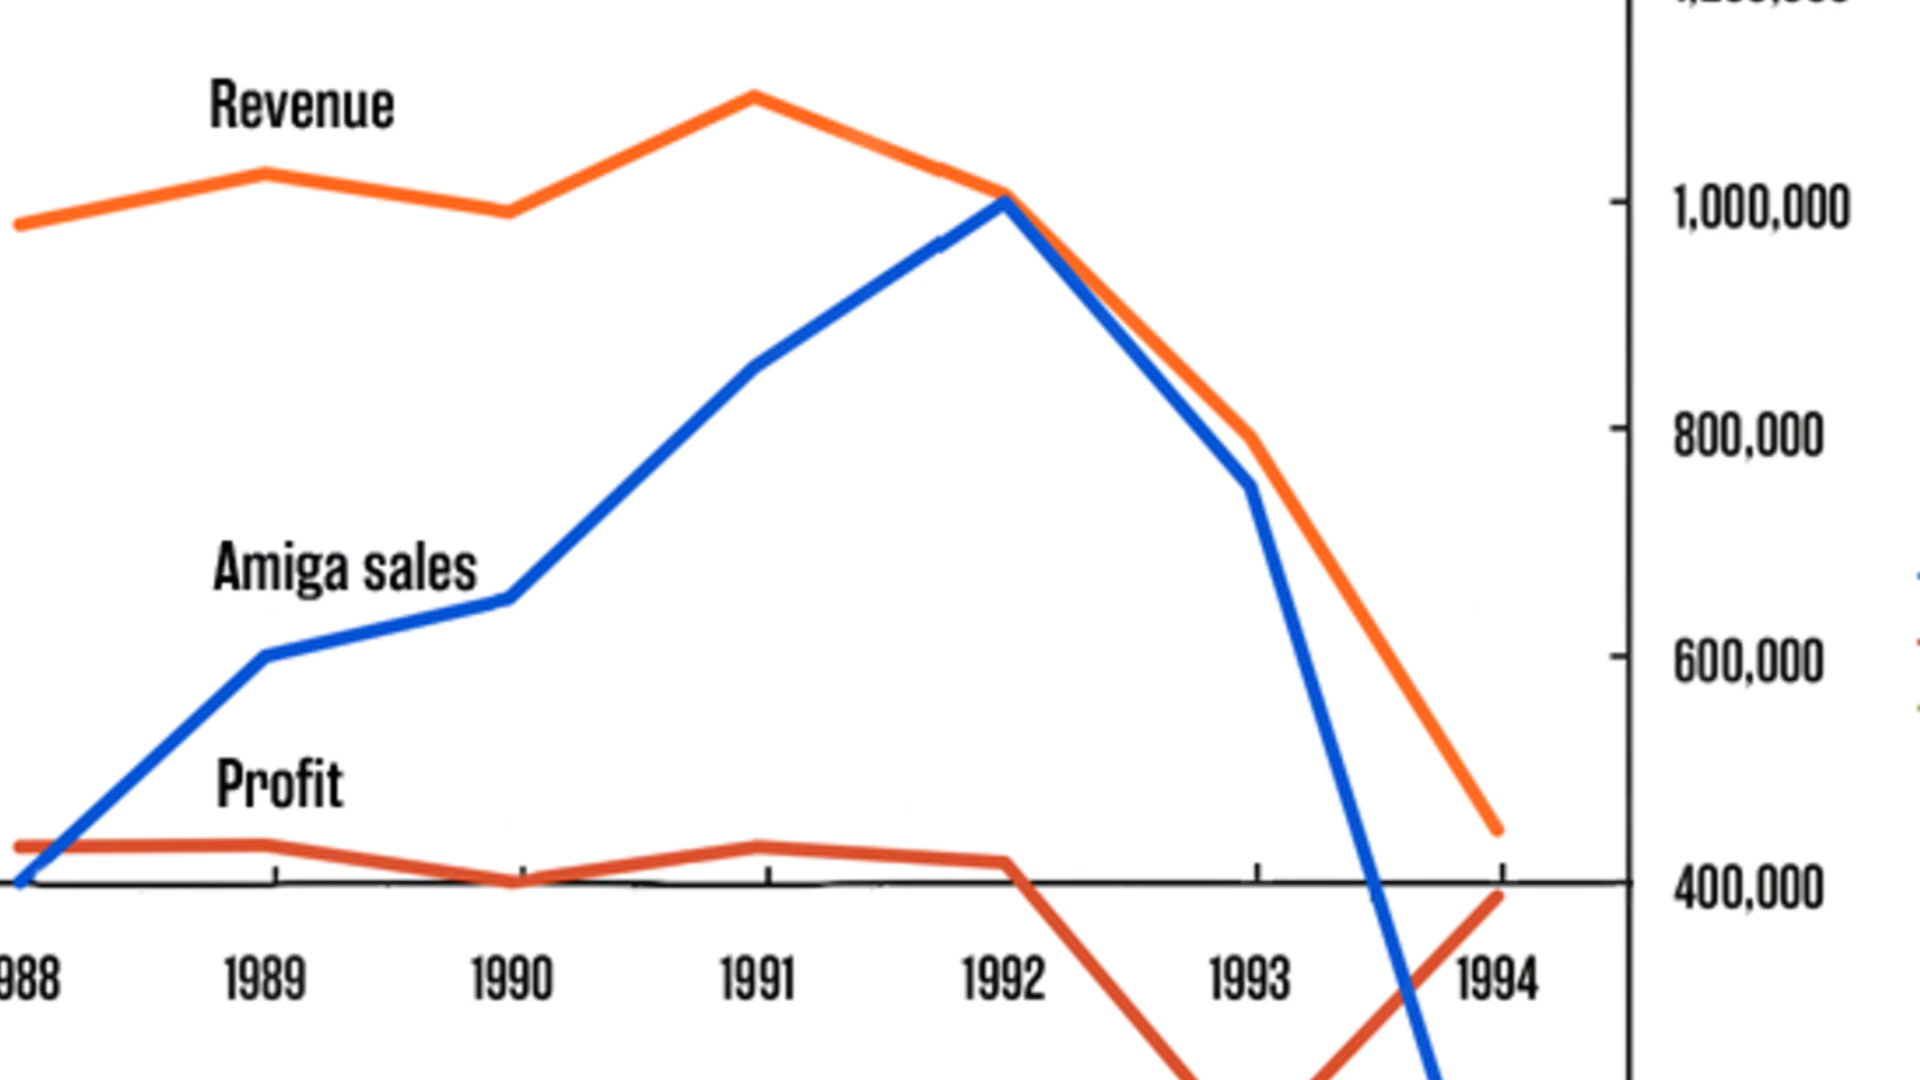 Revenue
1,000,000
800,000
Amiga sales
600,000
Profit
400,000
988 1989 1990 1991 1992 1993 1994